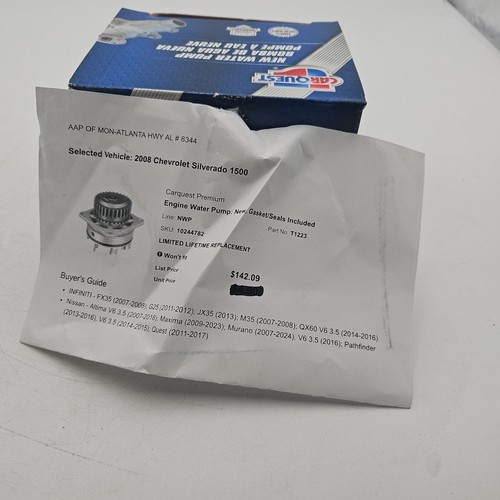 NEW WATER PUMP
BOMBA DE AGUA NUEVA
POMPE À EAU NEUVE
CARQUEST
AAP OF MON-ATLANTA HWY AL # 8344
Selected Vehicle: 2008 Chevrolet Silverado 1500
Carquest Premium
Engine Water Pump: New, Gasket/Seals Included
Line: NWP
Part No. T1223
SKU: 10244782
LIMITED LIFETIME REPLACEMENT
Won't fit
List Price
$142.09
Unit Price
Buyer's Guide
• INFINITI - FX35 (2007-2008); G25 (2011-2012); JX35 (2013); M35 (2007-2008); QX60 V6 3.5 (2014-2016)
• Nissan - Altima V6 3.5 (2007-2018); Maxima (2009-2023); Murano (2007-2024), V6 3.5 (2016); Pathfinder
(2013-2016), V6 3.5 (2014-2015); Quest (2011-2017)